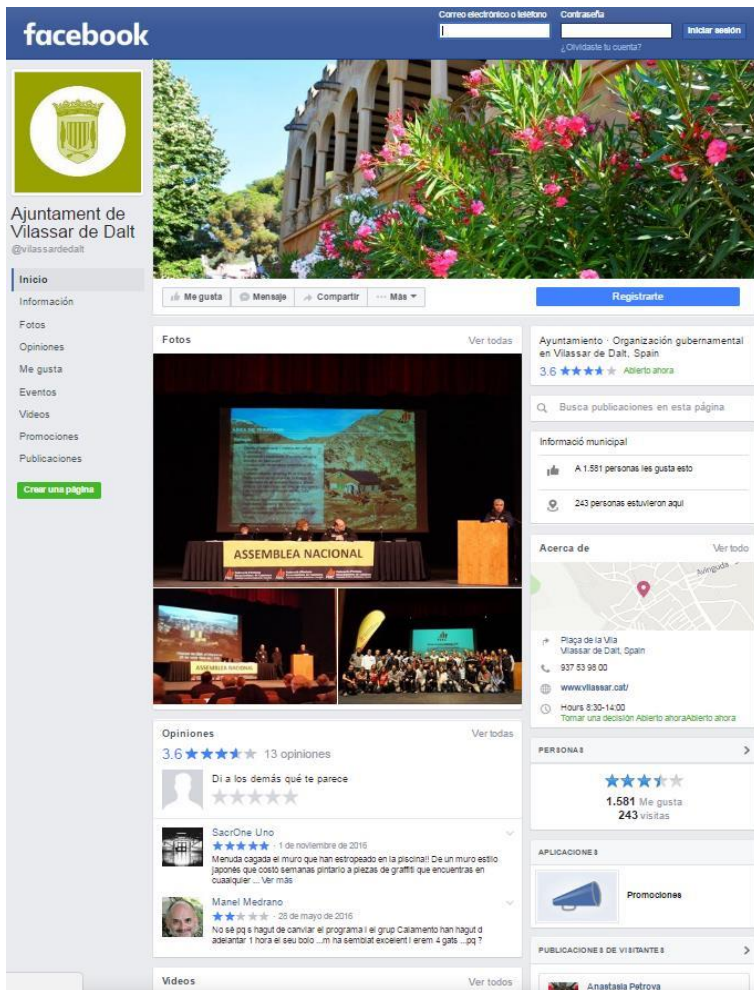 facebook
Correo electrónico o teléfono
Contraseña
Iniciar sesión
¿Olvidaste tu cuenta?
Ajuntament de
Vilassar de Dalt
@vilassardedalt
Inicio
Información
Fotos
Opiniones
Me gusta
Eventos
Videos
Promociones
Publicaciones
Crear una página
Me gusta
Mensaje
Compartir
Más
Registrarte
Fotos
Ver todas
ASSEMBLEA NACIONAL
ASSEMBLEA NACIONAL
Opiniones
Ver todas
3.6 13 opiniones
Di a los demás qué te parece
SacrOne Uno
· 1 de noviembre de 2016
Menuda cagada el muro que han estropeado en la piscina!! De un muro estilo
japonés que costó semanas pintarlo a piezas de graffiti que encuentras en
cuaalquier ... Ver más
Manel Medrano
· 28 de mayo de 2016
No sé pq s hagut de canviar el programa i el grup Calamento han hagut d
adelantar 1 hora el seu bolo ...m ha semblat excelent i erem 4 gats ...pq ?
Videos
Ver todos
Ayuntamiento · Organización gubernamental
en Vilassar de Dalt, Spain
3.6 Abierto ahora
Busca publicaciones en esta página
Informació municipal
A 1.581 personas les gusta esto
243 personas estuvieron aquí
Acerca de
Ver todo
Avinguda
Plaça de la Vila
Vilassar de Dalt, Spain
937 53 98 00
www.vilassar.cat/
Hours 8:30-14:00
Tomar una decisión Abierto ahoraAbierto ahora
PERSONAS
1.581 Me gusta
243 visitas
APLICACIONES
Promociones
PUBLICACIONES DE VISITANTES
Anastasia Petrova